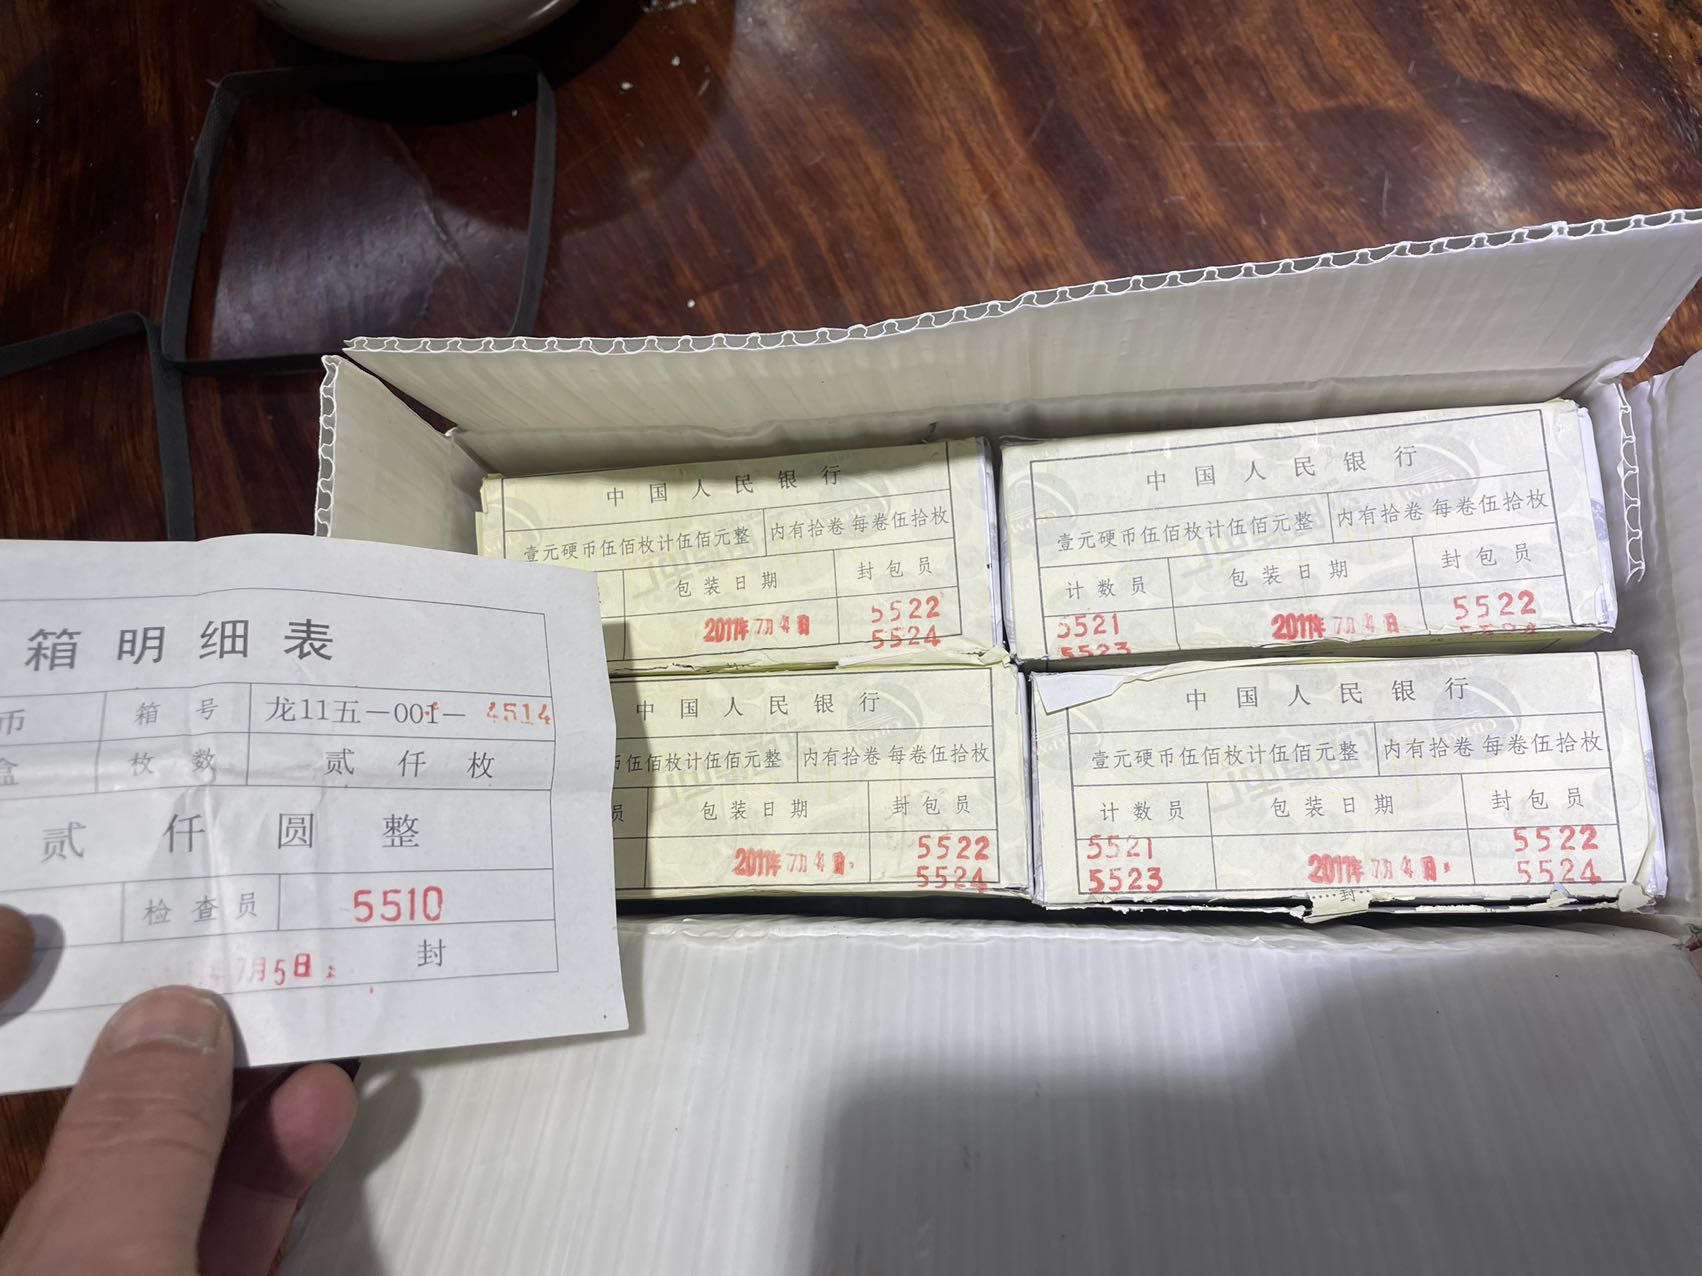 箱明细表
币 箱号 龙11五-001- 4514
盒 枚数 贰仟枚
贰仟圆整
检查员 5510
年7月5日 封
中国人民银行
壹元硬币伍佰枚计伍佰元整 内有拾卷 每卷伍拾枚
包装日期 封包员
2011年7月4日 5522
5524
中国人民银行
壹元硬币伍佰枚计伍佰元整 内有拾卷 每卷伍拾枚
计数员 包装日期 封包员
5521 2011年7月4日 5522
5523 5524
中国人民银行
币伍佰枚计伍佰元整 内有拾卷 每卷伍拾枚
员 包装日期 封包员
2011年7月4日 5522
5524
中国人民银行
壹元硬币伍佰枚计伍佰元整 内有拾卷 每卷伍拾枚
计数员 包装日期 封包员
5521 2011年7月4日 5522
5523 5524
封